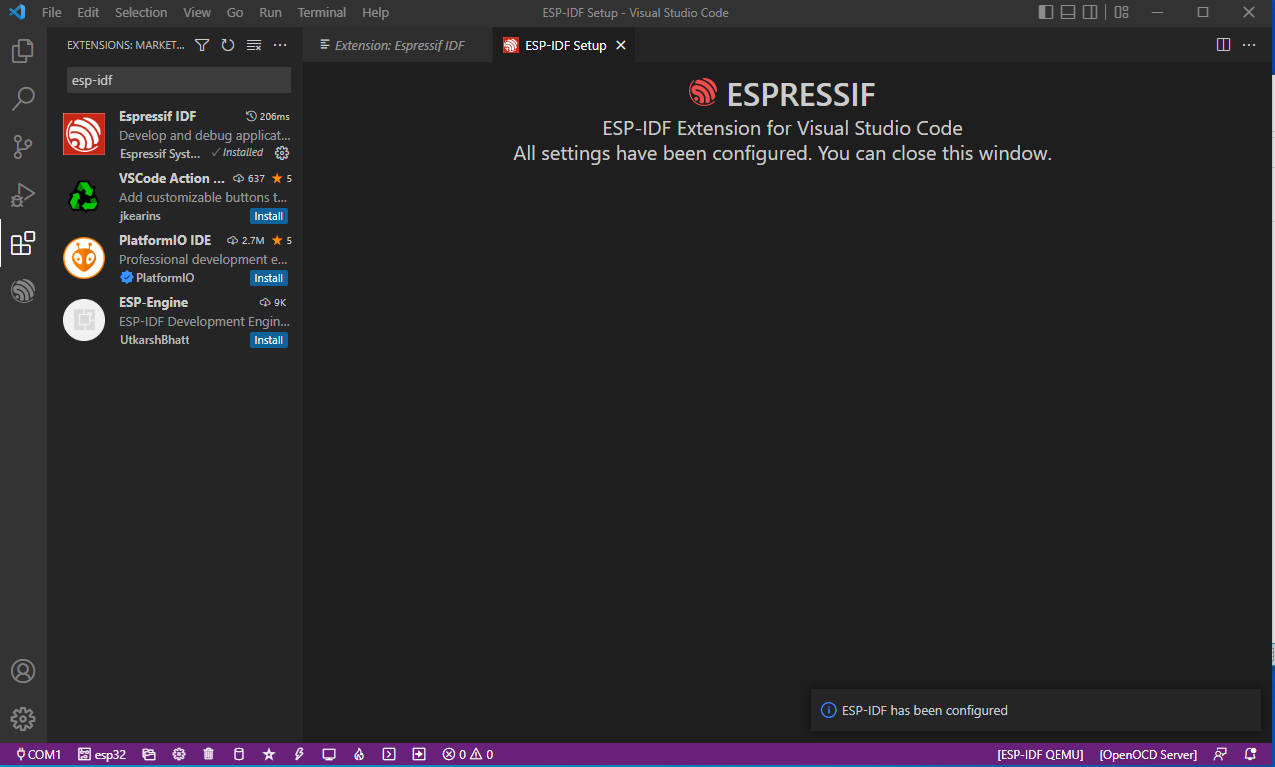 File Edit Selection View Go Run Terminal Help
ESP-IDF Setup - Visual Studio Code
EXTENSIONS: MARKET...
esp-idf
Espressif IDF 206ms
Develop and debug applicat...
Espressif Syst... Installed
VSCode Action ... 637 5
Add customizable buttons t...
jkearins Install
PlatformIO IDE 2.7M 5
Professional development e...
PlatformIO Install
ESP-Engine 9K
ESP-IDF Development Engin...
UtkarshBhatt Install
Extension: Espressif IDF
ESP-IDF Setup
ESPRESSIF
ESP-IDF Extension for Visual Studio Code
All settings have been configured. You can close this window.
ESP-IDF has been configured
COM1 esp32 0 0 [ESP-IDF QEMU] [OpenOCD Server]